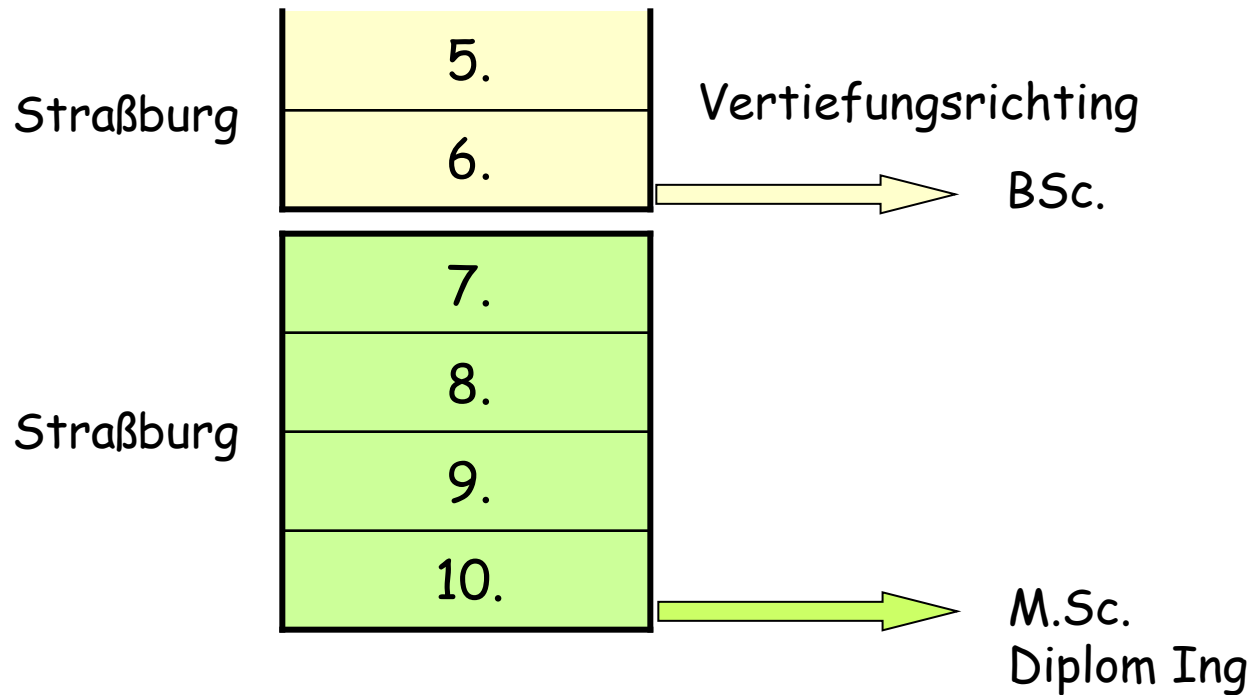 5.
Straßburg
Vertiefungsrichting
6.
BSc.
7.
8.
Straßburg
9.
10.
M.Sc.
Diplom Ing